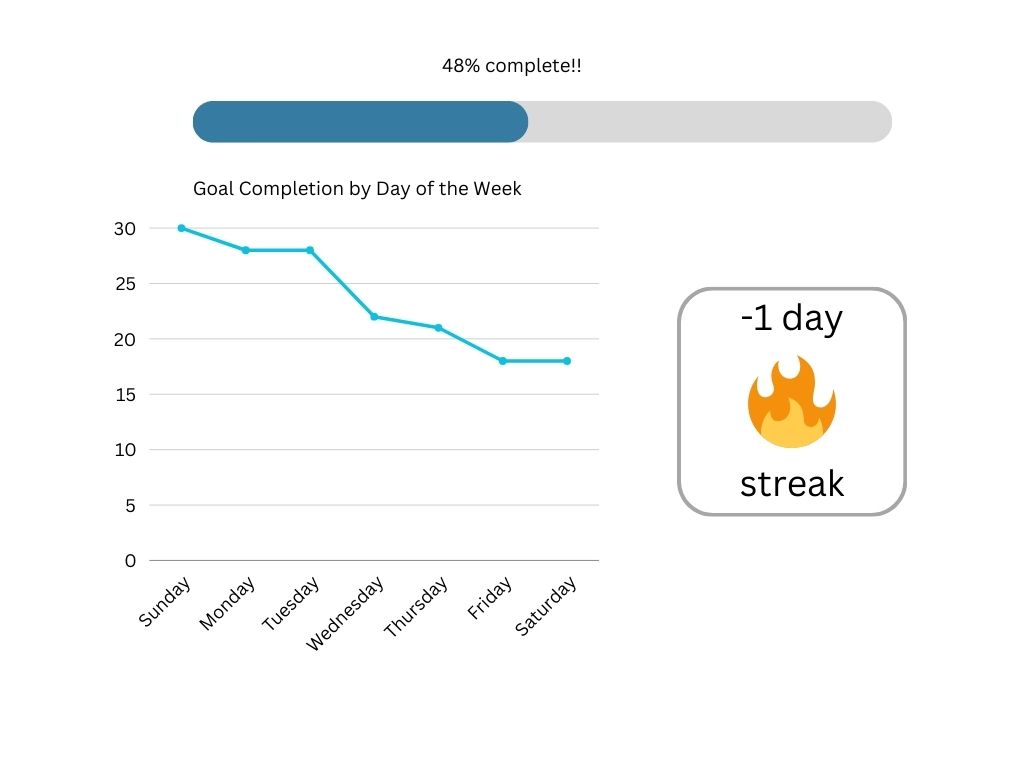 48% complete!!
Goal Completion by Day of the Week
30
25
20
15
10
5
0
Sunday
Monday
Tuesday
Wednesday
Thursday
Friday
Saturday
-1 day
streak